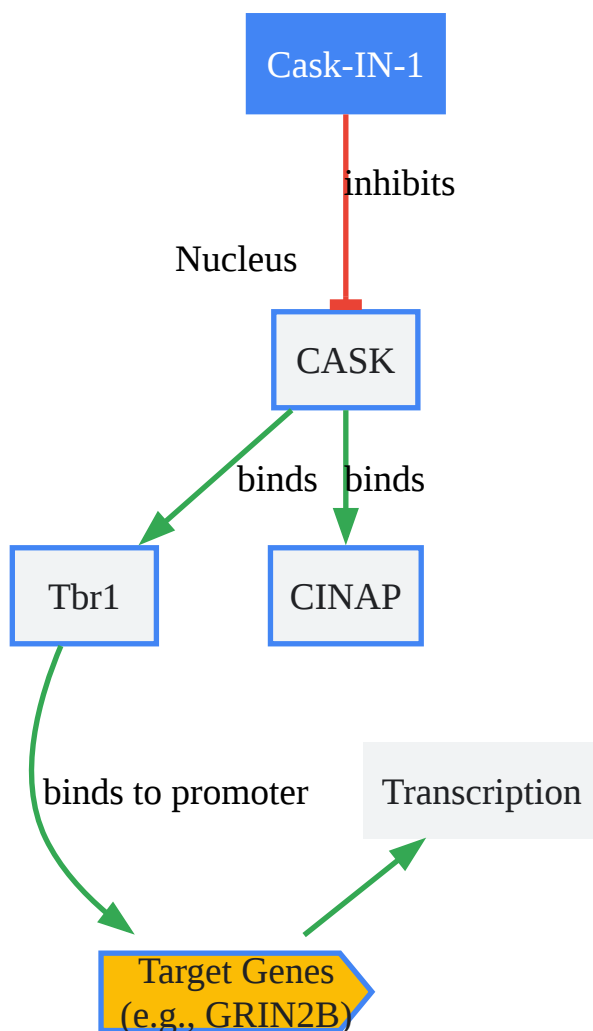 Cask-IN-1
inhibits
Nucleus
CASK
binds
binds
Tbr1
CINAP
binds to promoter
Transcription
Target Genes
(e.g., GRIN2B)